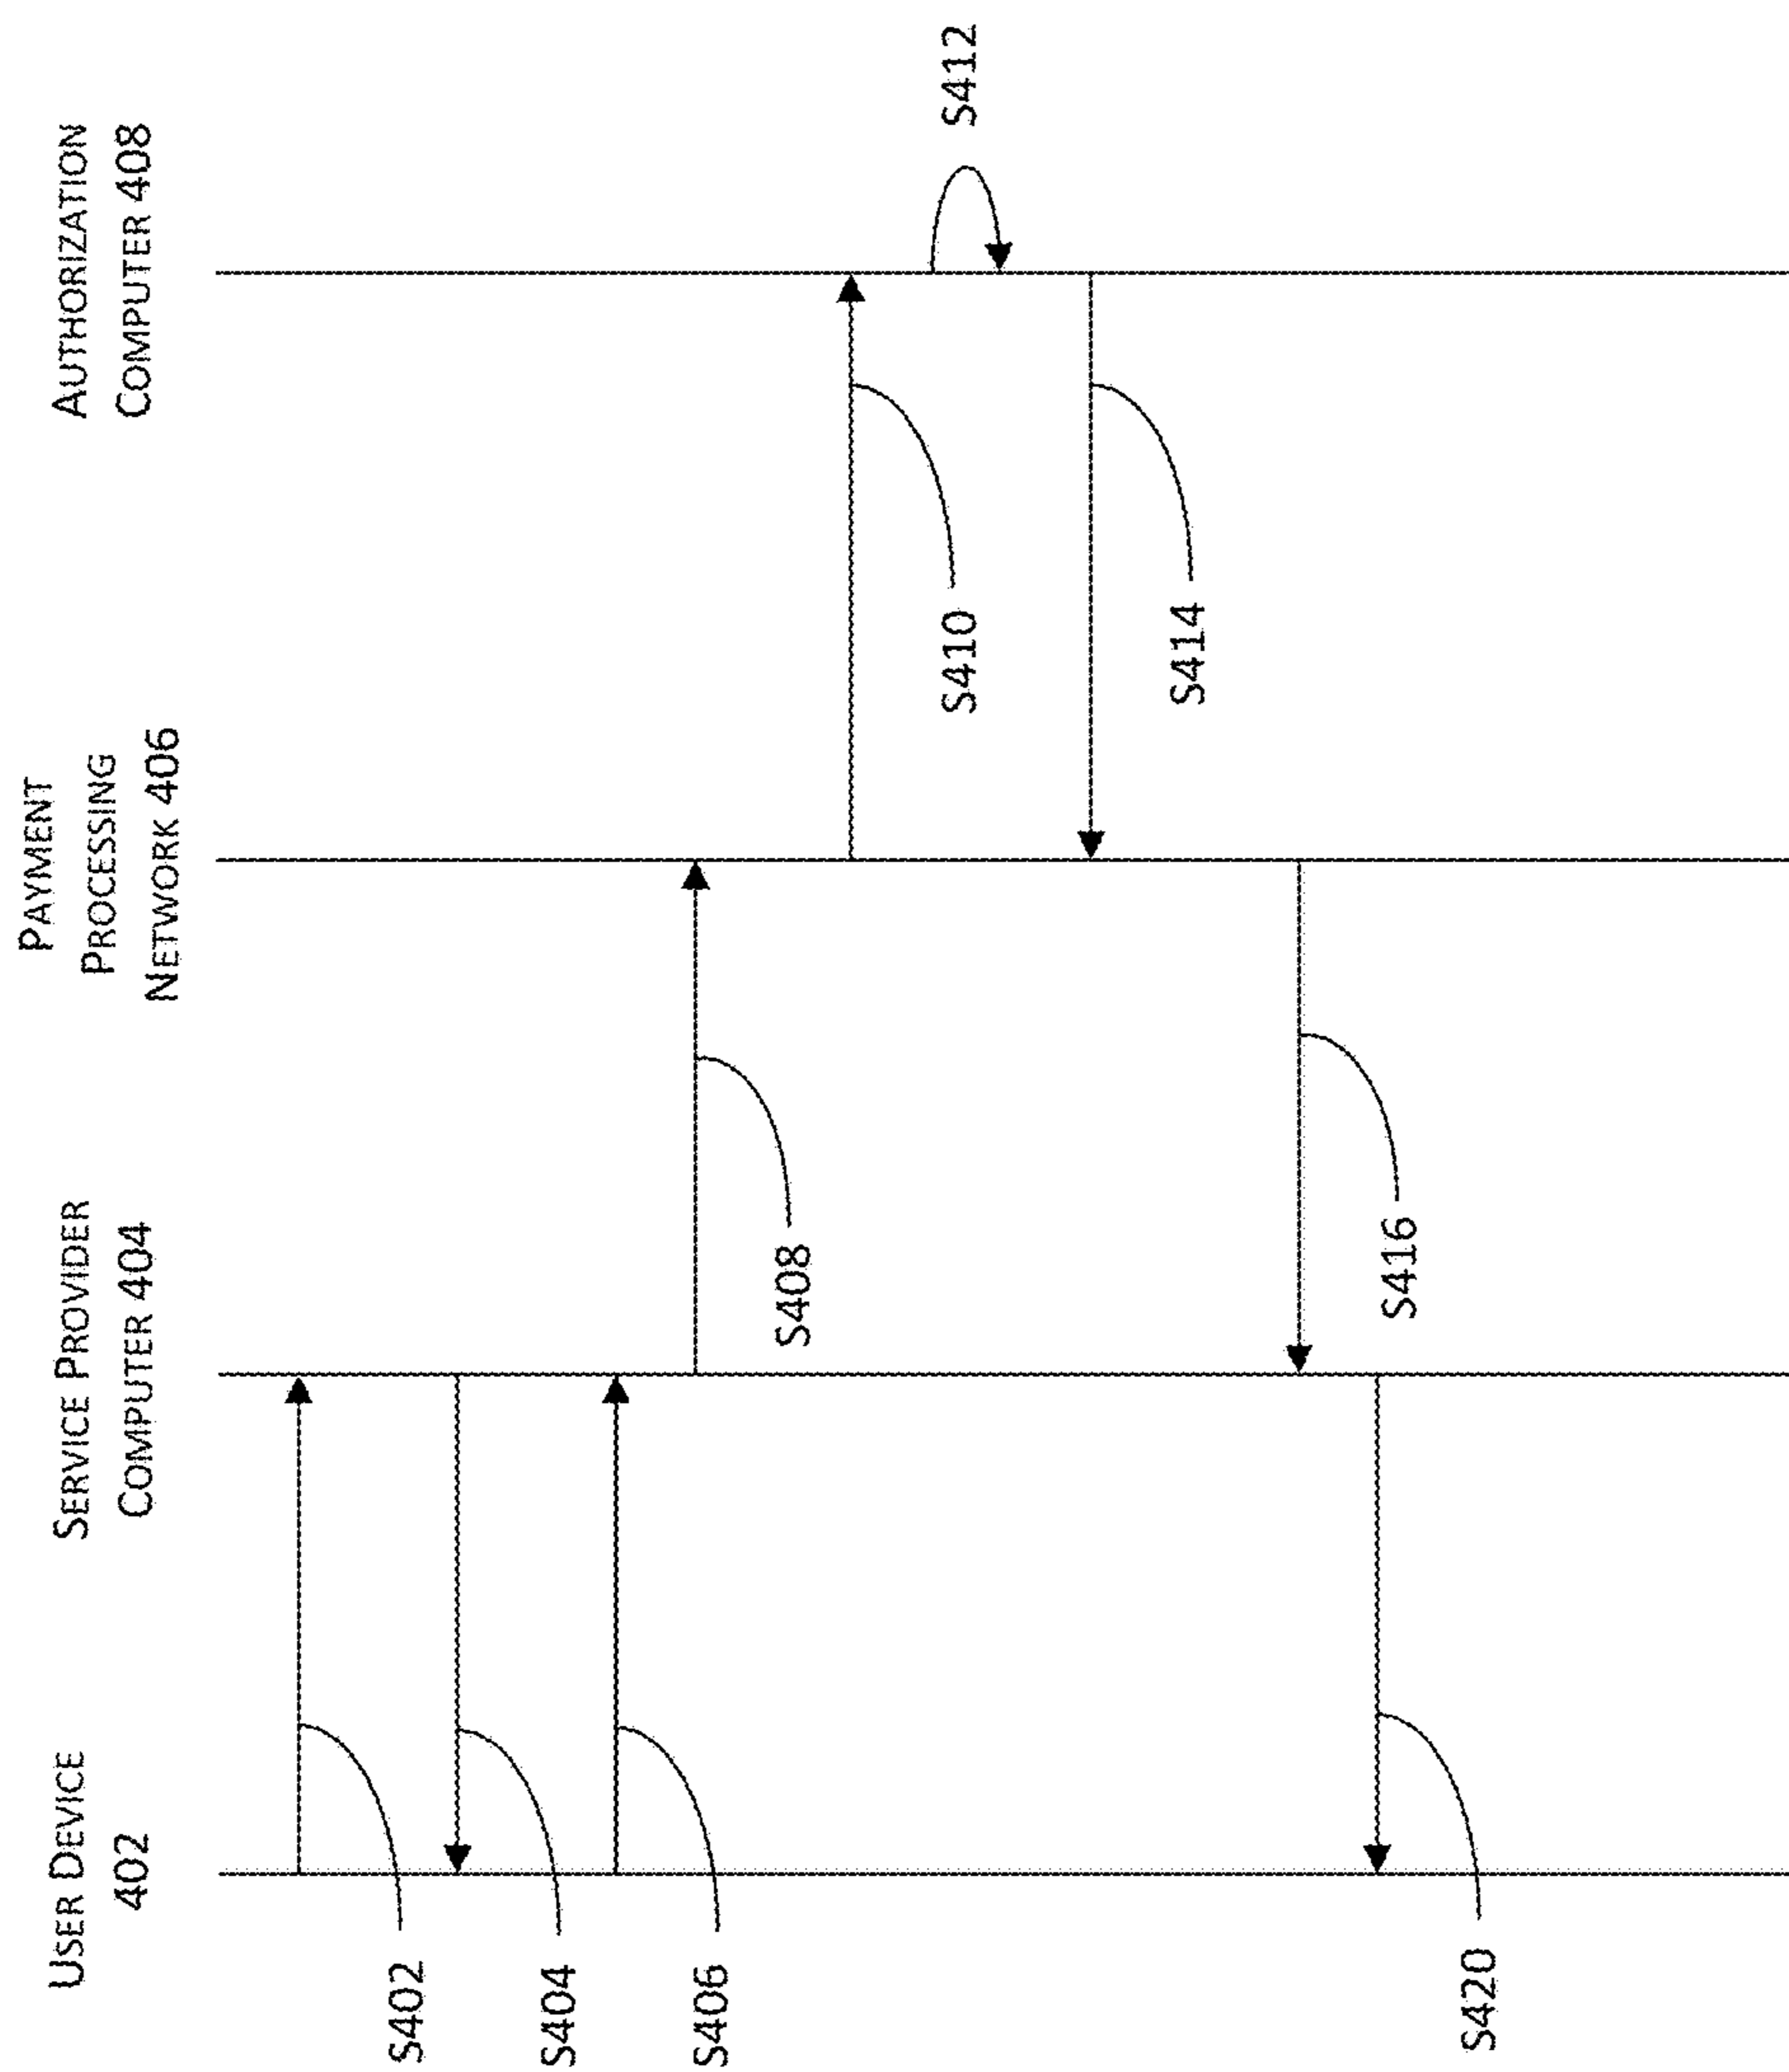 USER DEVICE
402
SERVICE PROVIDER
COMPUTER 404
PAYMENT
PROCESSING
NETWORK 406
AUTHORIZATION
COMPUTER 408
S402
S404
S406
S408
S410
S412
S414
S416
S420